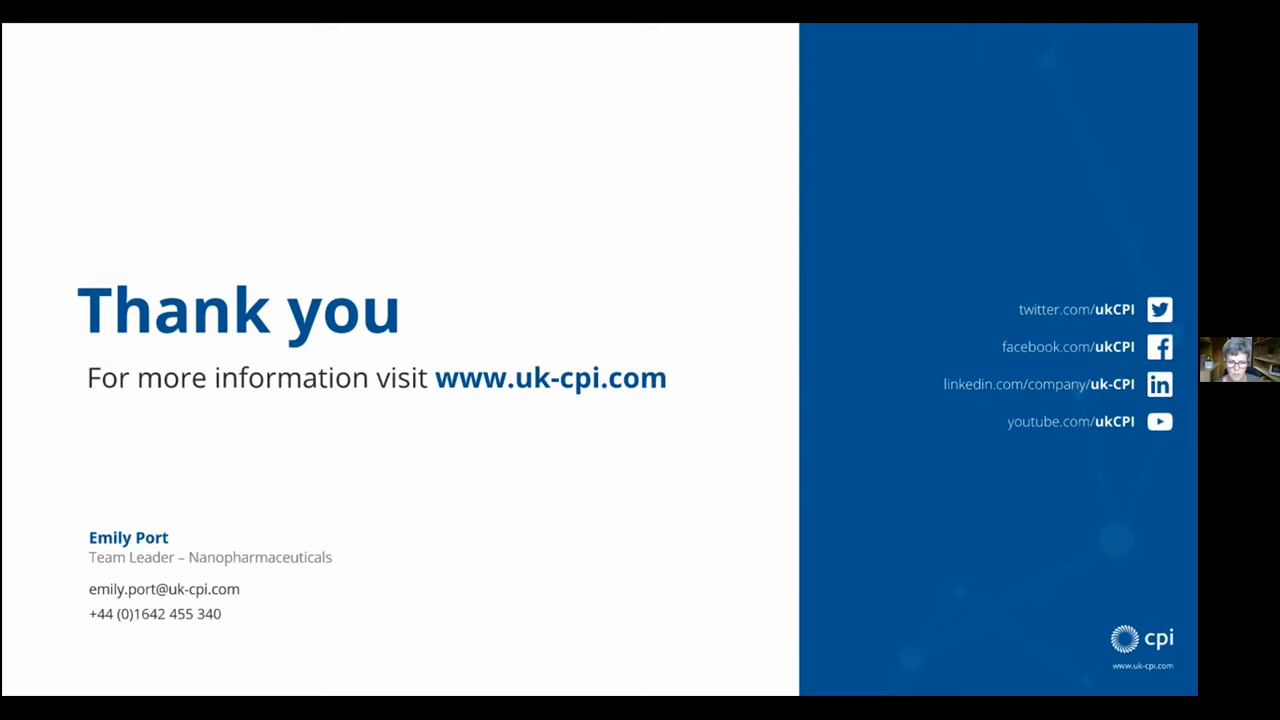 Thank you
For more information visit www.uk-cpi.com
Emily Port
Team Leader – Nanopharmaceuticals
emily.port@uk-cpi.com
+44 (0)1642 455 340
twitter.com/ukCPI
facebook.com/ukCPI
linkedin.com/company/uk-CPI
youtube.com/ukCPI
cpi
www.uk-cpi.com